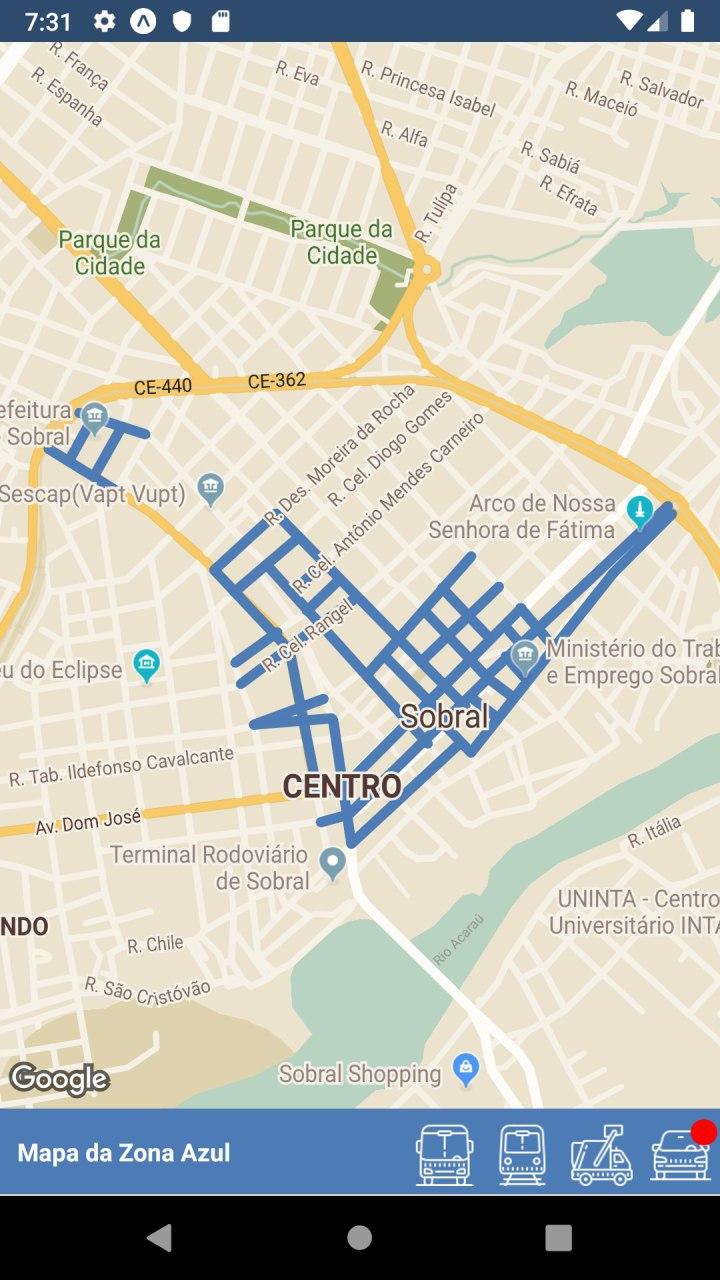 7:31
R. França
R. Espanha
R. Eva
R. Princesa Isabel
R. Maceió
R. Salvador
R. Alfa
R. Sabiá
R. Efrata
R. Tulipa
Parque da
Cidade
Parque da
Cidade
CE-440
CE-362
efeitura
Sobral
R. Des. Moreira da Rocha
R. Cel. Diogo Gomes
R. Cel. Antônio Mendes Carneiro
Sescap(Vapt Vupt)
Arco de Nossa
Senhora de Fátima
R. Cel. Rangel
eu do Eclipse
Ministério do Trab
e Emprego Sobral
Sobral
R. Tab. Ildefonso Cavalcante
CENTRO
Av. Dom José
R. Itália
Terminal Rodoviário
de Sobral
UNINTA - Centro
Universitário INTA
NDO
R. Chile
Rio Acaraú
R. São Cristóvão
Sobral Shopping
Google
Mapa da Zona Azul